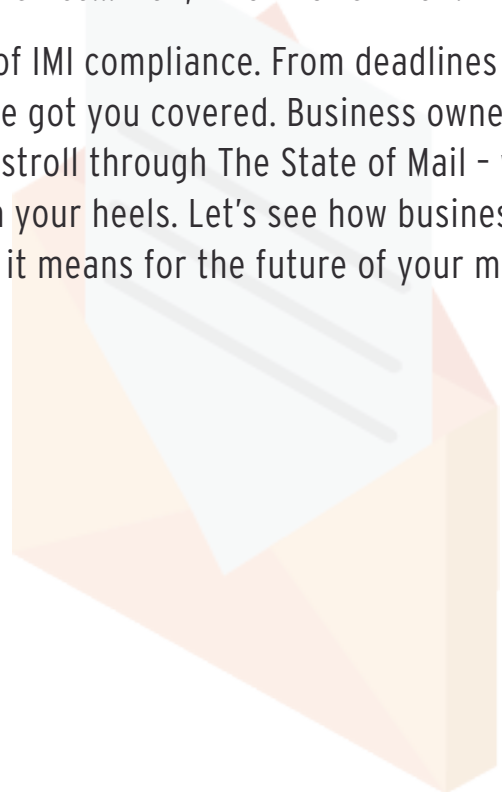 of IMI compliance. From deadlines
e got you covered. Business owne
stroll through The State of Mail –
your heels. Let's see how busines
it means for the future of your m